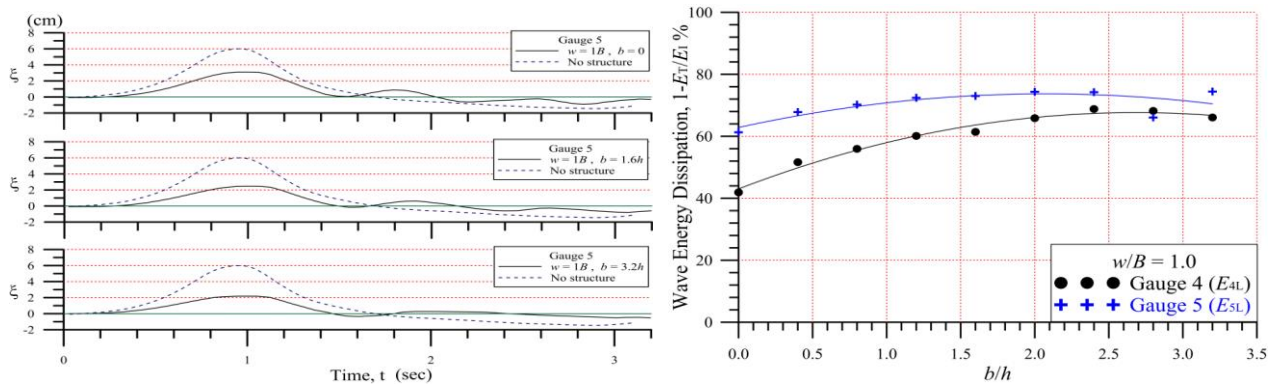 (cm)
8
6
4
2
0
-2
ξ
Gauge 5
w = 1B , b = 0
No structure
8
6
4
2
0
-2
ξ
Gauge 5
w = 1B , b = 1.6h
No structure
8
6
4
2
0
-2
ξ
Gauge 5
w = 1B , b = 3.2h
No structure
0 1 2 3
Time, t (sec)
Wave Energy Dissipation, 1-ET/EI %
100
80
60
40
20
0
w/B = 1.0
Gauge 4 (E4L)
Gauge 5 (E5L)
0.0 0.5 1.0 1.5 2.0 2.5 3.0 3.5
b/h